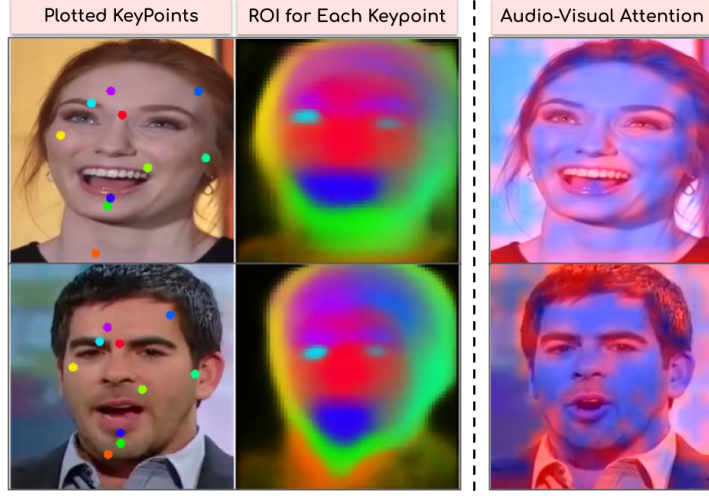 Plotted KeyPoints
ROI for Each Keypoint
Audio-Visual Attention